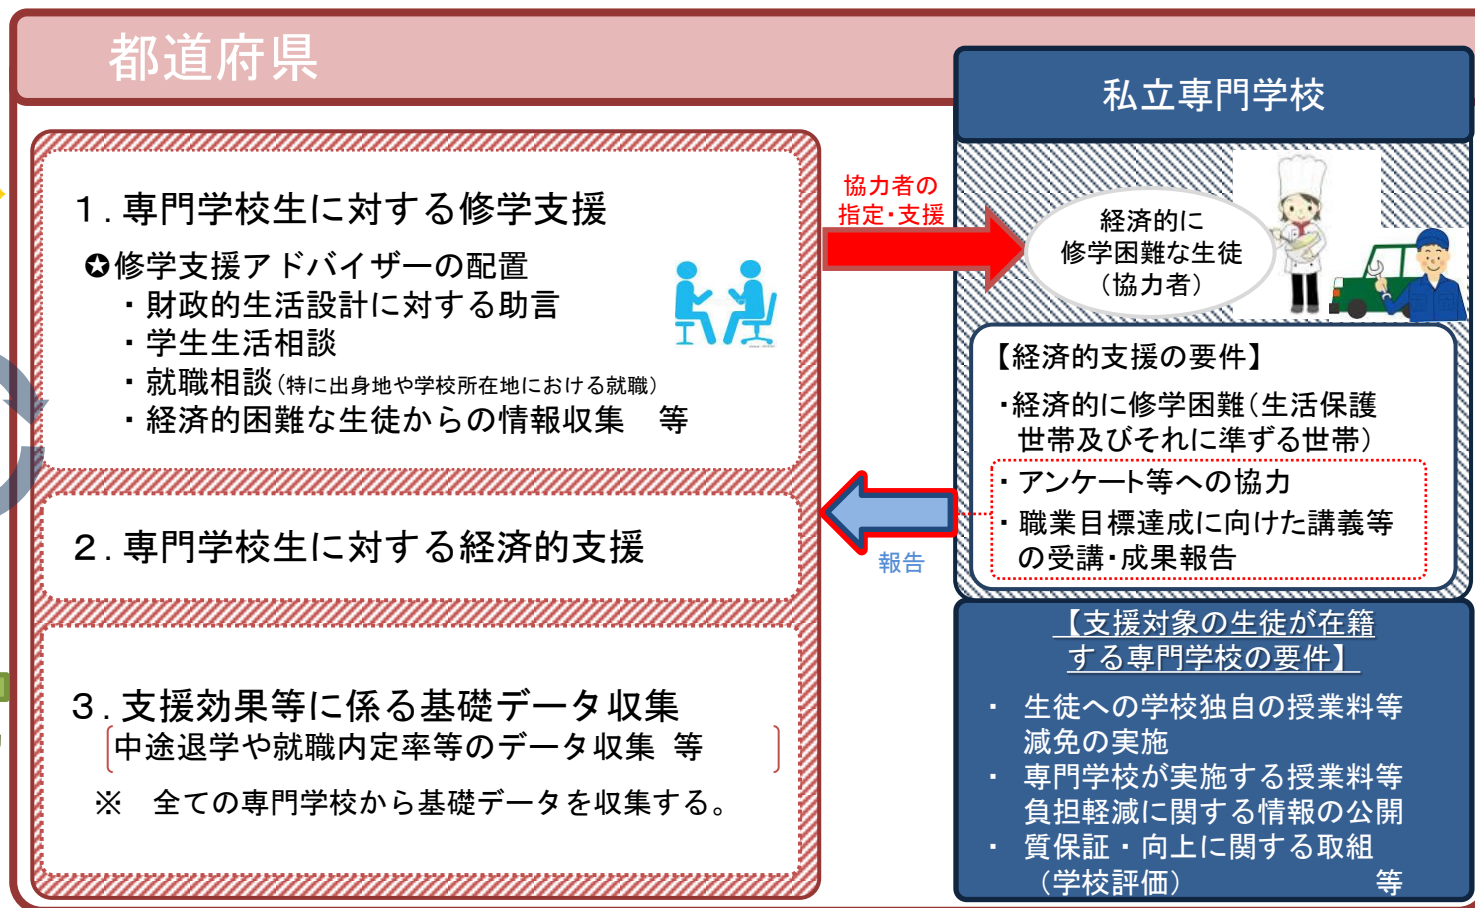 都道府県
1．専門学校生に対する修学支援
✪修学支援アドバイザーの配置
・財政的生活設計に対する助言
・学生生活相談
・就職相談（特に出身地や学校所在地における就職）
・経済的困難な生徒からの情報収集　等
2．専門学校生に対する経済的支援
3．支援効果等に係る基礎データ収集
中途退学や就職内定率等のデータ収集 等
※　全ての専門学校から基礎データを収集する。
協力者の
指定・支援
報告
私立専門学校
経済的に
修学困難な生徒
（協力者）
【経済的支援の要件】
・経済的に修学困難（生活保護
世帯及びそれに準ずる世帯）
・アンケート等への協力
・職業目標達成に向けた講義等
の受講・成果報告
【支援対象の生徒が在籍
する専門学校の要件】
・ 生徒への学校独自の授業料等
減免の実施
・ 専門学校が実施する授業料等
負担軽減に関する情報の公開
・ 質保証・向上に関する取組
（学校評価）　　　　等